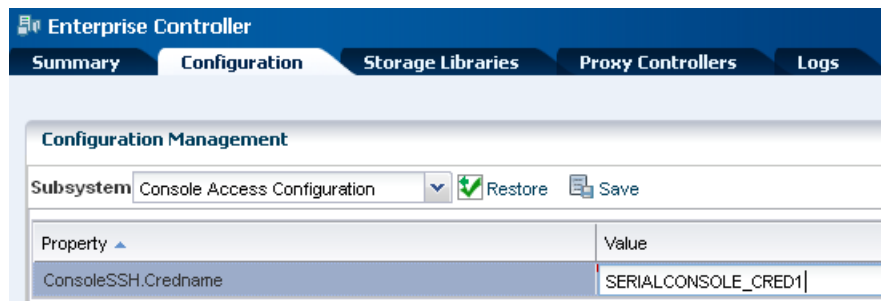 Enterprise Controller
Summary Configuration Storage Libraries Proxy Controllers Logs
Configuration Management
Subsystem Console Access Configuration Restore Save
Property Value
ConsoleSSH.Credname SERIALCONSOLE_CRED1